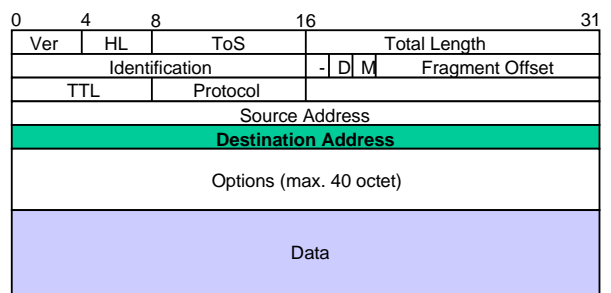 0 4 8 16 31
Ver HL ToS Total Length
Identification - D M Fragment Offset
TTL Protocol
Source Address
Destination Address
Options (max. 40 octet)
Data